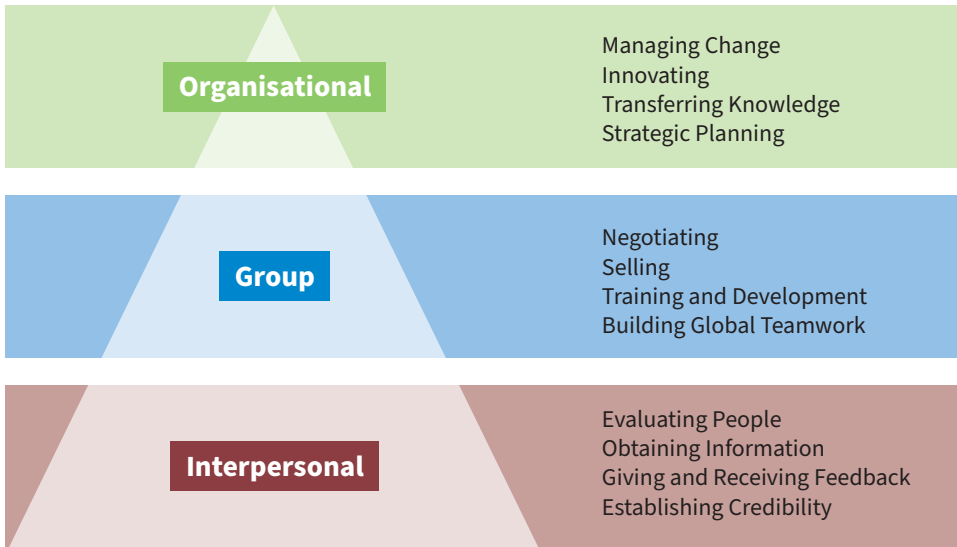 Organisational
Managing Change
Innovating
Transferring Knowledge
Strategic Planning
Group
Negotiating
Selling
Training and Development
Building Global Teamwork
Interpersonal
Evaluating People
Obtaining Information
Giving and Receiving Feedback
Establishing Credibility